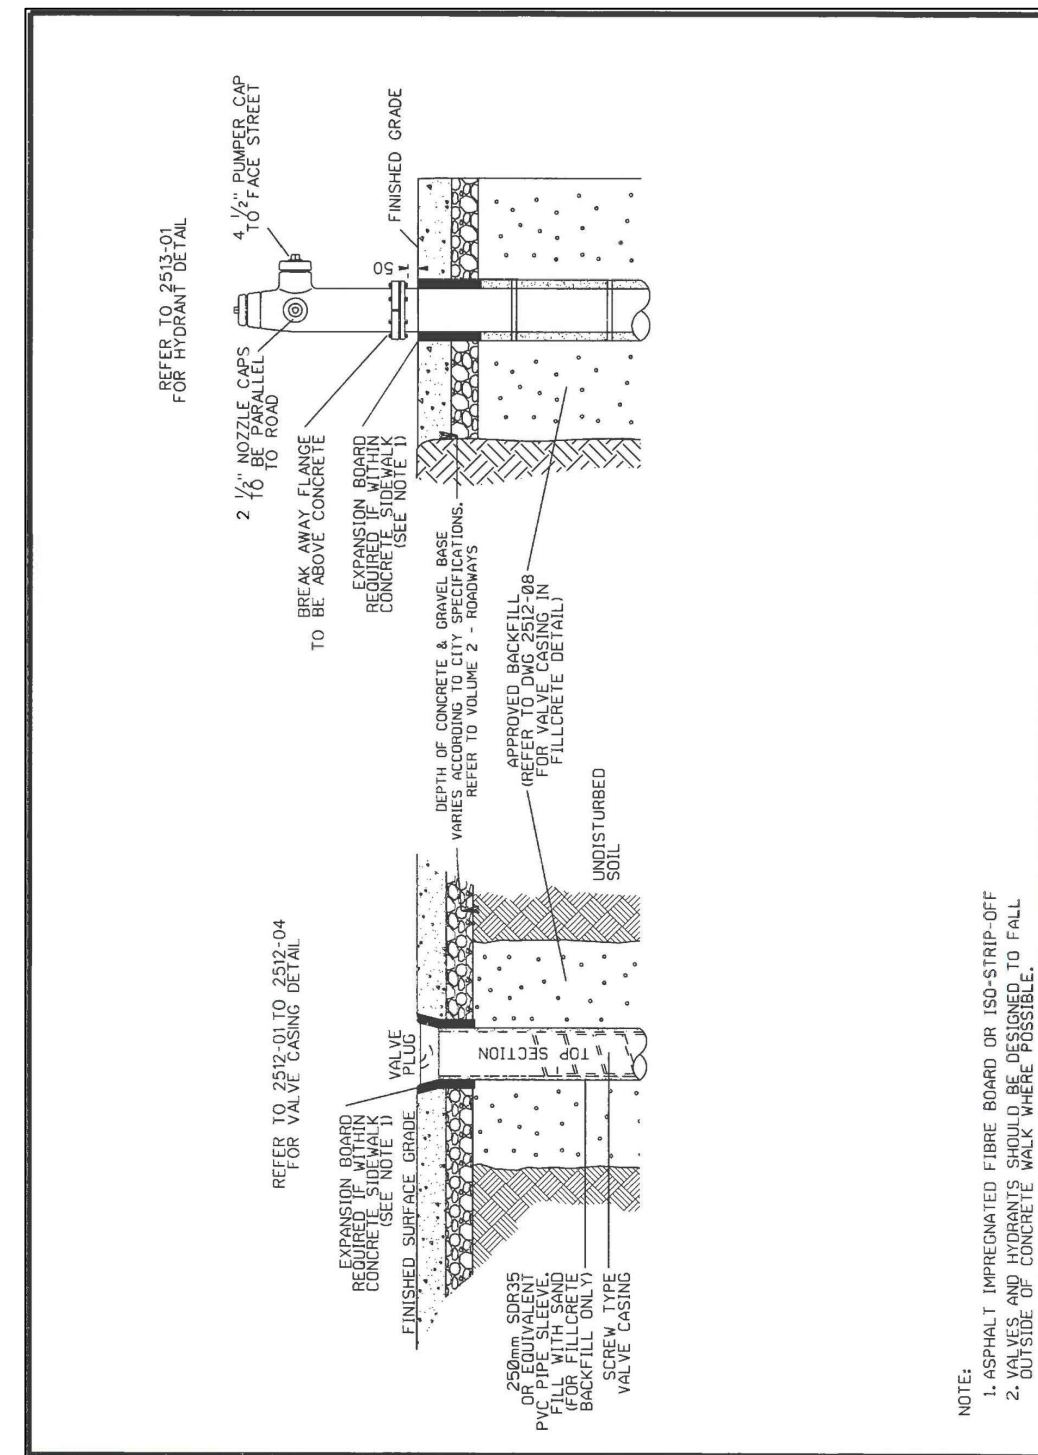 REFER TO 2512-01 TO 2512-04
FOR VALVE CASING DETAIL
EXPANSION BOARD
REQUIRED IF WITHIN
CONCRETE SIDEWALK
(SEE NOTE 1)
FINISHED SURFACE GRADE
VALVE
PLUG
TOP SECTION
250mm SDR35
OR EQUIVALENT
PVC PIPE SLEEVE.
FILL WITH SAND
(FOR FILLCRETE
BACKFILL ONLY)
SCREW TYPE
VALVE CASING
UNDISTURBED
SOIL
DEPTH OF CONCRETE & GRAVEL BASE
VARIES ACCORDING TO CITY SPECIFICATIONS.
REFER TO VOLUME 2 - ROADWAYS
APPROVED BACKFILL
(REFER TO DWG 2512-08
FOR VALVE CASING IN
FILLCRETE DETAIL)
REFER TO 2513-01
FOR HYDRANT DETAIL
2 ½" NOZZLE CAPS
TO BE PARALLEL
TO ROAD
4 ½" PUMPER CAP
TO FACE STREET
BREAK AWAY FLANGE
TO BE ABOVE CONCRETE
EXPANSION BOARD
REQUIRED IF WITHIN
CONCRETE SIDEWALK
(SEE NOTE 1)
50
FINISHED GRADE
NOTE:
1. ASPHALT IMPREGNATED FIBRE BOARD OR ISO-STRIP-OFF
2. VALVES AND HYDRANTS SHOULD BE DESIGNED TO FALL
OUTSIDE OF CONCRETE WALK WHERE POSSIBLE.